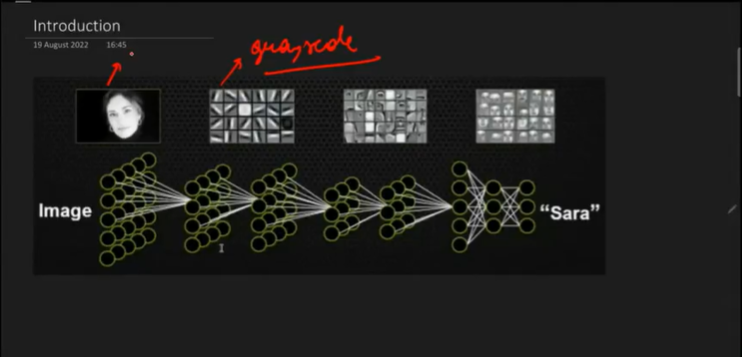 Introduction
19 August 2022 16:45
grayscale
Image
“Sara”